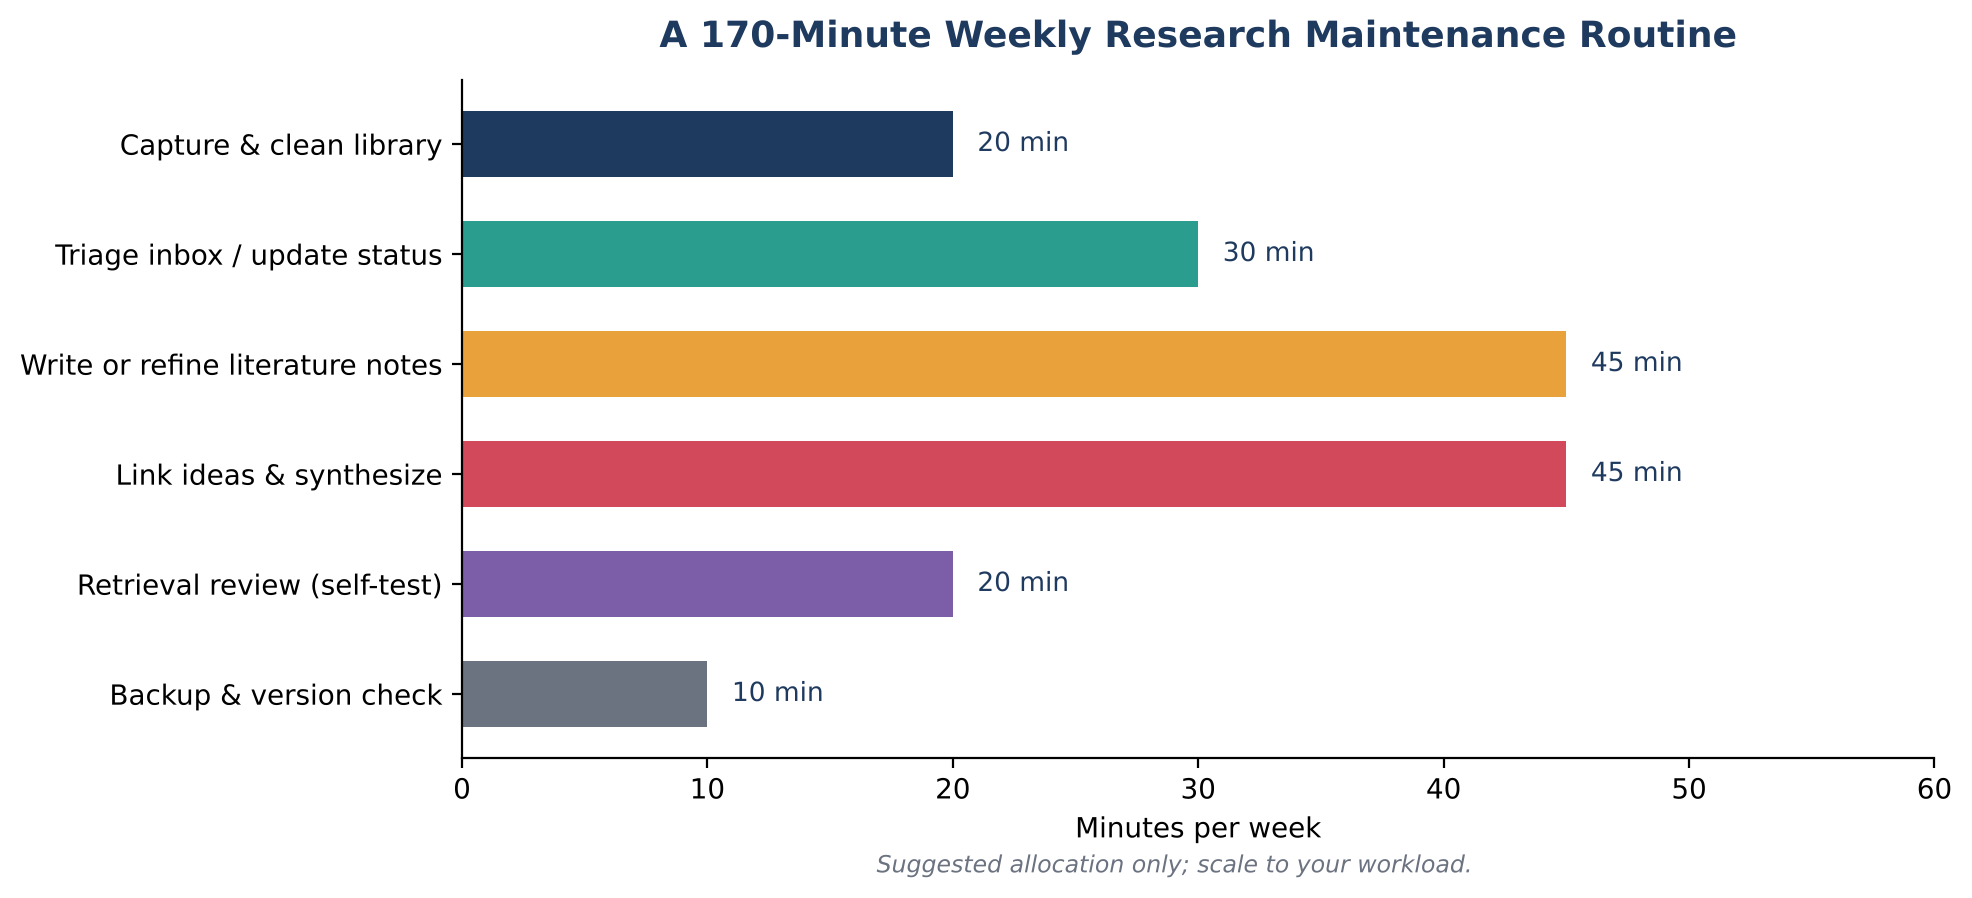 A 170-Minute Weekly Research Maintenance Routine
Capture & clean library
20 min
Triage inbox / update status
30 min
Write or refine literature notes
45 min
Link ideas & synthesize
45 min
Retrieval review (self-test)
20 min
Backup & version check
10 min
0 10 20 30 40 50 60
Minutes per week
Suggested allocation only; scale to your workload.